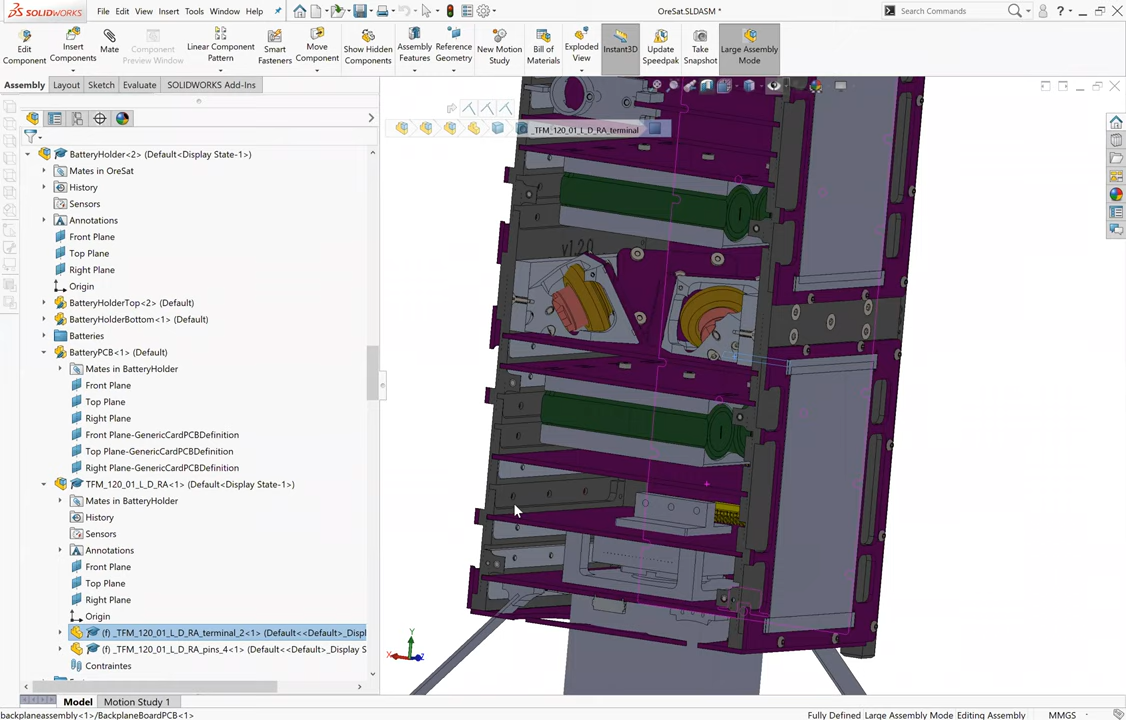 SOLIDWORKS File Edit View Insert Tools Window Help OreSat.SLDASM * Search Commands
Edit Component Insert Components Mate Component Preview Window Linear Component Pattern Smart Fasteners Move Component Show Hidden Components Assembly Features Reference Geometry New Motion Study Bill of Materials Exploded View Instant3D Update Speedpak Take Snapshot Large Assembly Mode
Assembly Layout Sketch Evaluate SOLIDWORKS Add-Ins
_TFM_120_01_L_D_RA_terminal
BatteryHolder<2> (Default<Display State-1>)
Mates in OreSat
History
Sensors
Annotations
Front Plane
Top Plane
Right Plane
Origin
BatteryHolderTop<2> (Default)
BatteryHolderBottom<1> (Default)
Batteries
BatteryPCB<1> (Default)
Mates in BatteryHolder
Front Plane
Top Plane
Right Plane
Front Plane-GenericCardPCBDefinition
Top Plane-GenericCardPCBDefinition
Right Plane-GenericCardPCBDefinition
TFM_120_01_L_D_RA<1> (Default<Display State-1>)
Mates in BatteryHolder
History
Sensors
Annotations
Front Plane
Top Plane
Right Plane
Origin
(f) _TFM_120_01_L_D_RA_terminal_2<1> (Default<<Default>_Displ
(f) _TFM_120_01_L_D_RA_pins_4<1> (Default<<Default>_Display S
Contraintes
v1.20
Y
X
Z
Model Motion Study 1
backplaneassembly<1>/BackplaneBoardPCB<1> Fully Defined Large Assembly Mode Editing Assembly MMGS